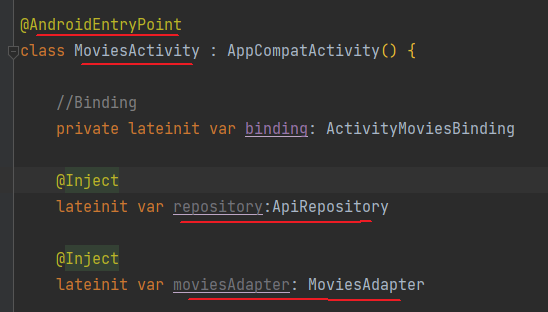 @AndroidEntryPoint
class MoviesActivity : AppCompatActivity() {
//Binding
private lateinit var binding: ActivityMoviesBinding
@Inject
lateinit var repository:ApiRepository
@Inject
lateinit var moviesAdapter: MoviesAdapter